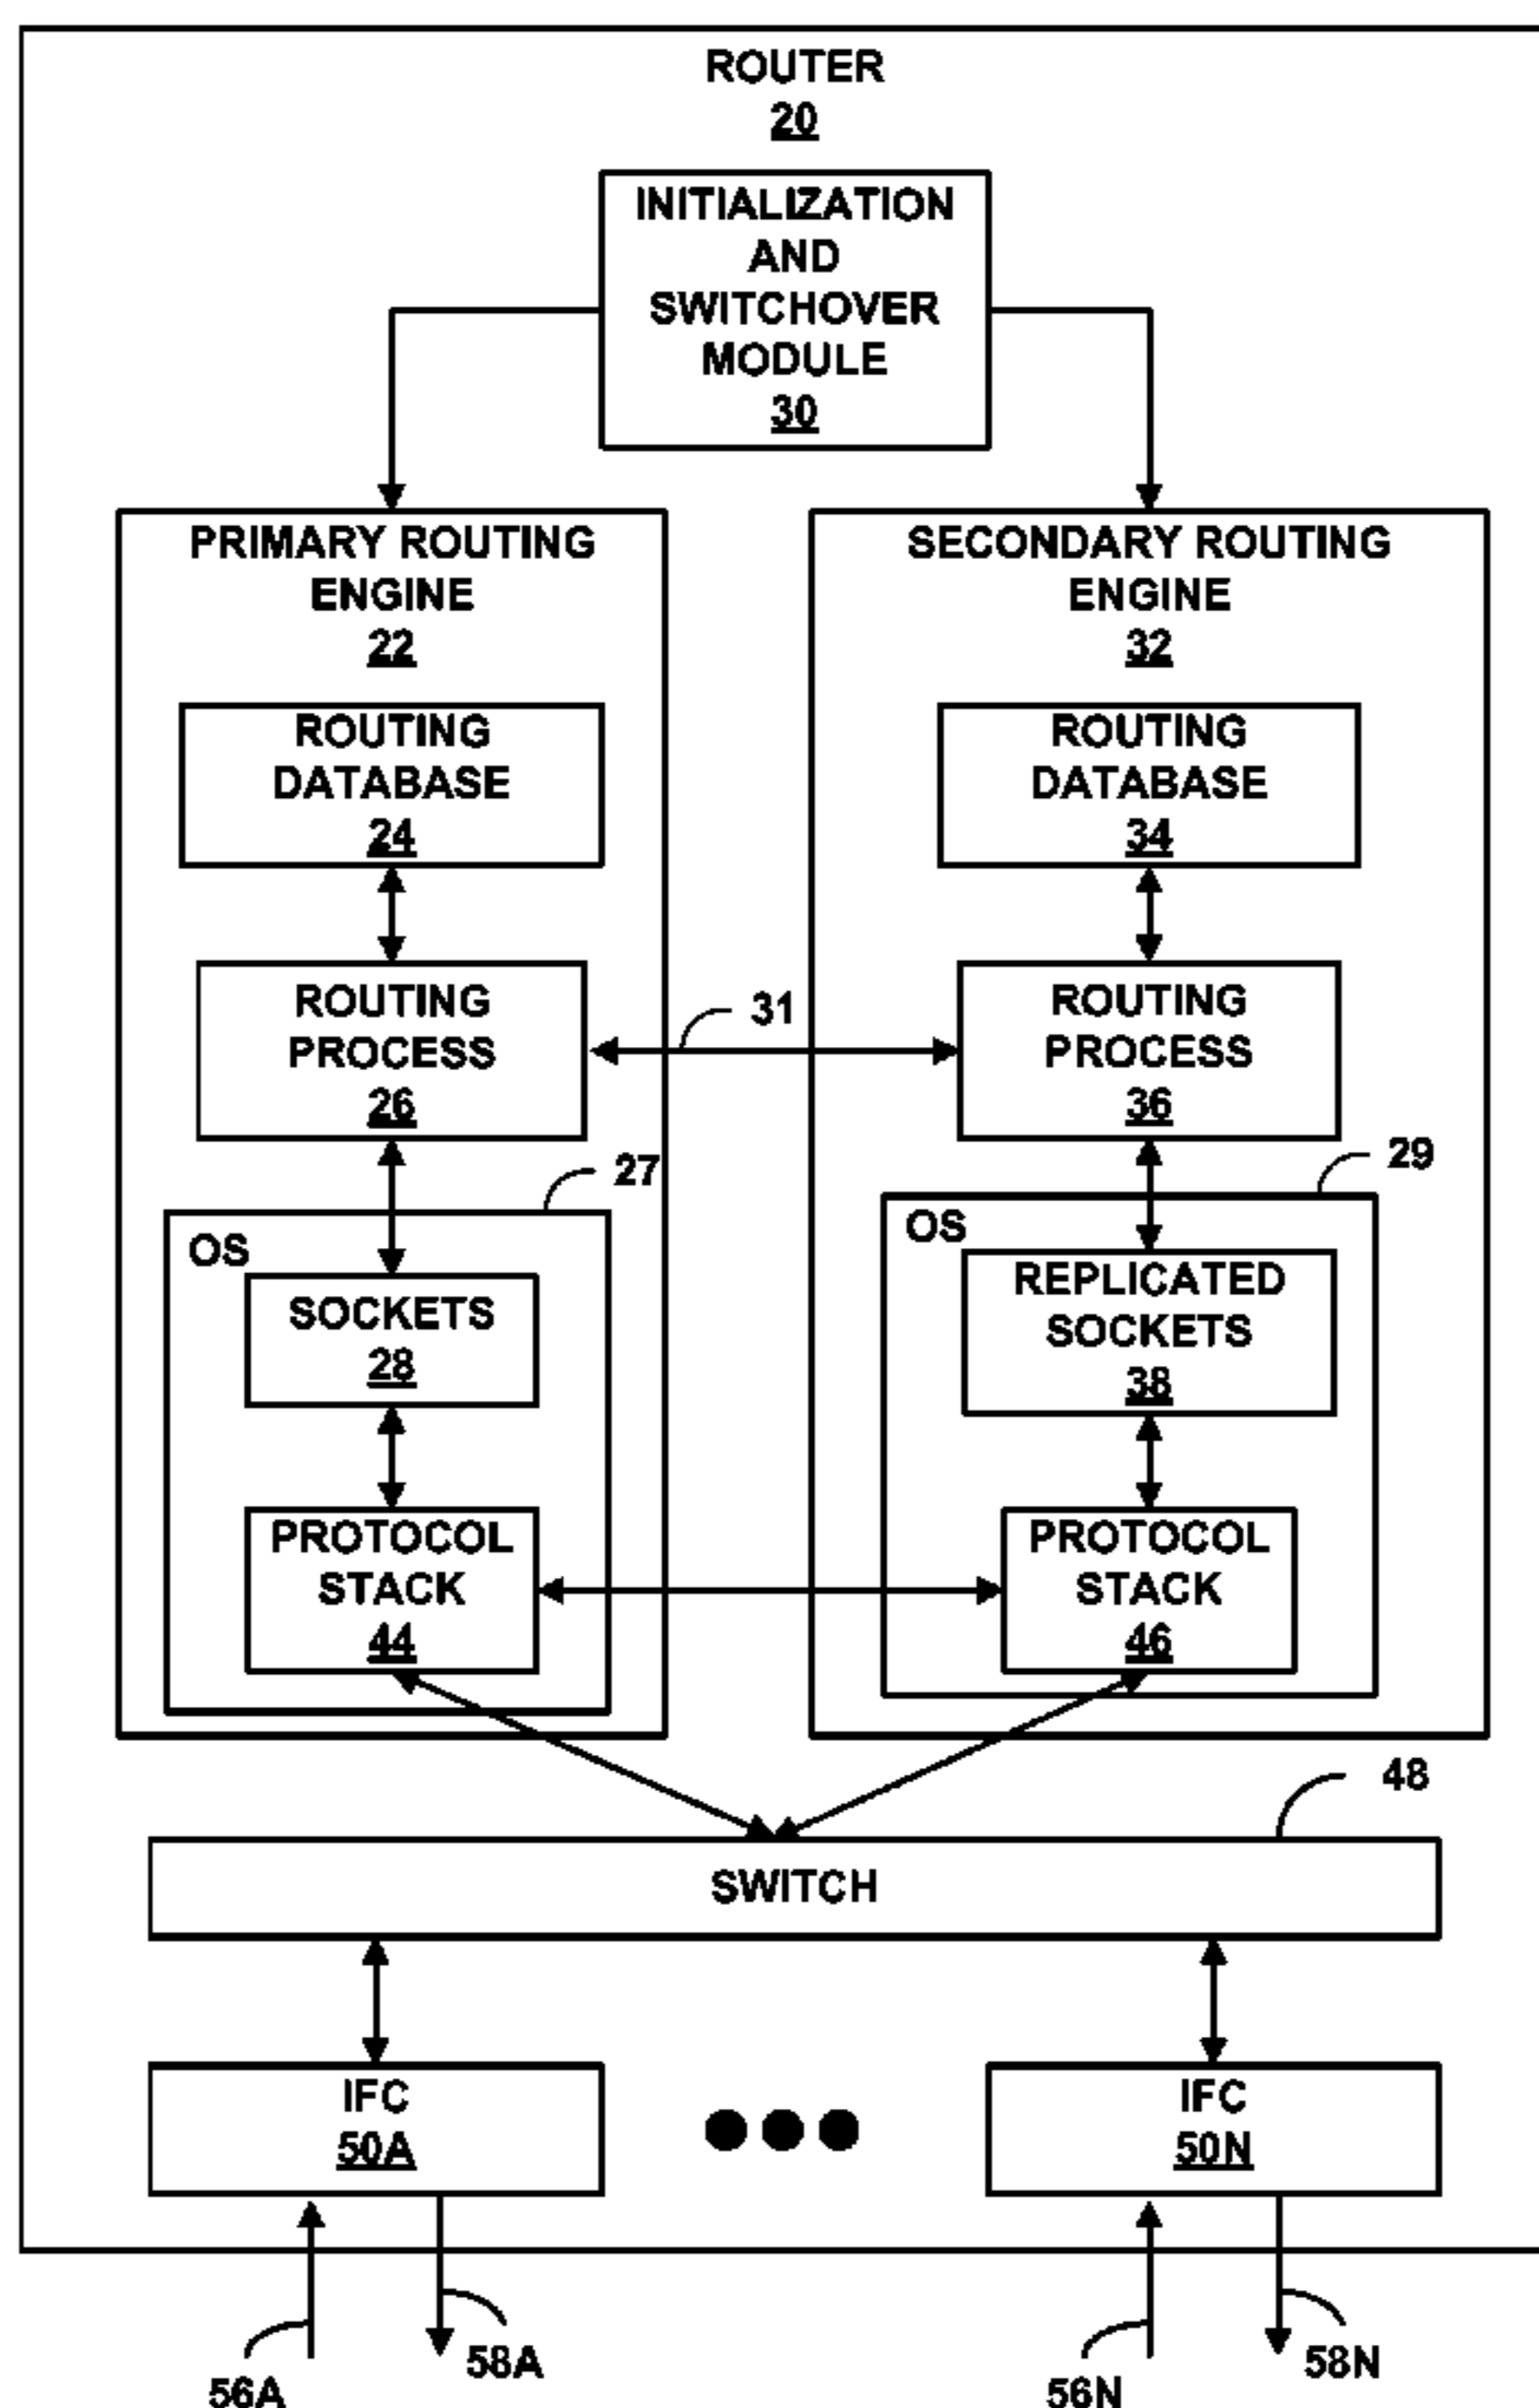 ROUTER
20
INITIALIZATION
AND
SWITCHOVER
MODULE
30
PRIMARY ROUTING
ENGINE
22
SECONDARY ROUTING
ENGINE
32
ROUTING
DATABASE
24
ROUTING
DATABASE
34
ROUTING
PROCESS
26
31
ROUTING
PROCESS
36
27
29
OS
SOCKETS
28
OS
REPLICATED
SOCKETS
38
PROTOCOL
STACK
44
PROTOCOL
STACK
46
48
SWITCH
IFC
50A
IFC
50N
56A
58A
56N
58N